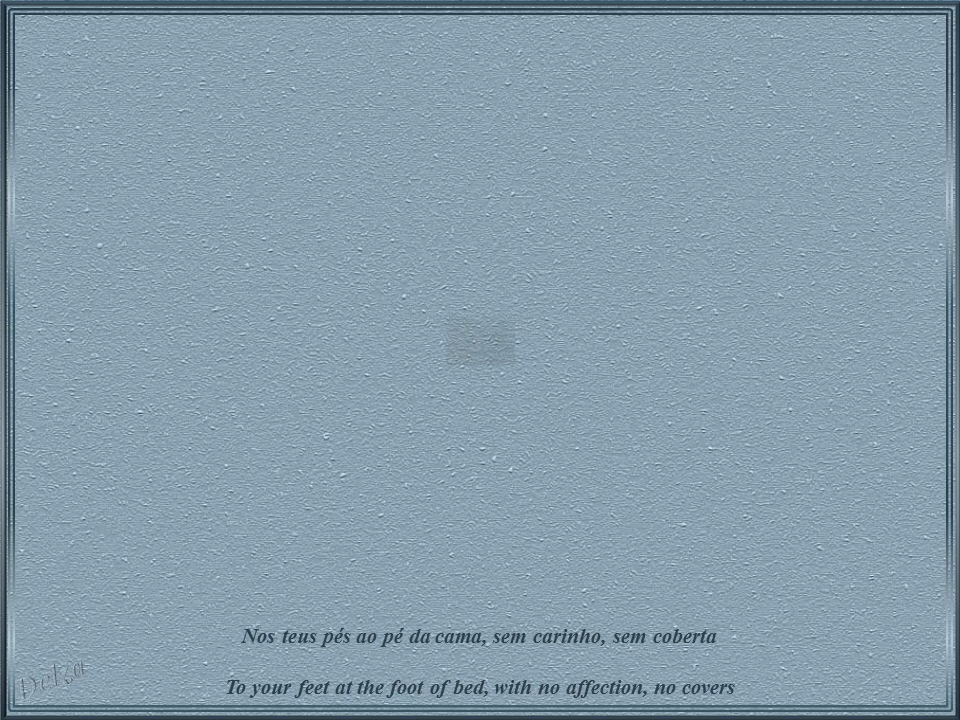 Nos teus pés ao pé da cama, sem carinho, sem coberta
To your feet at the foot of bed, with no affection, no covers